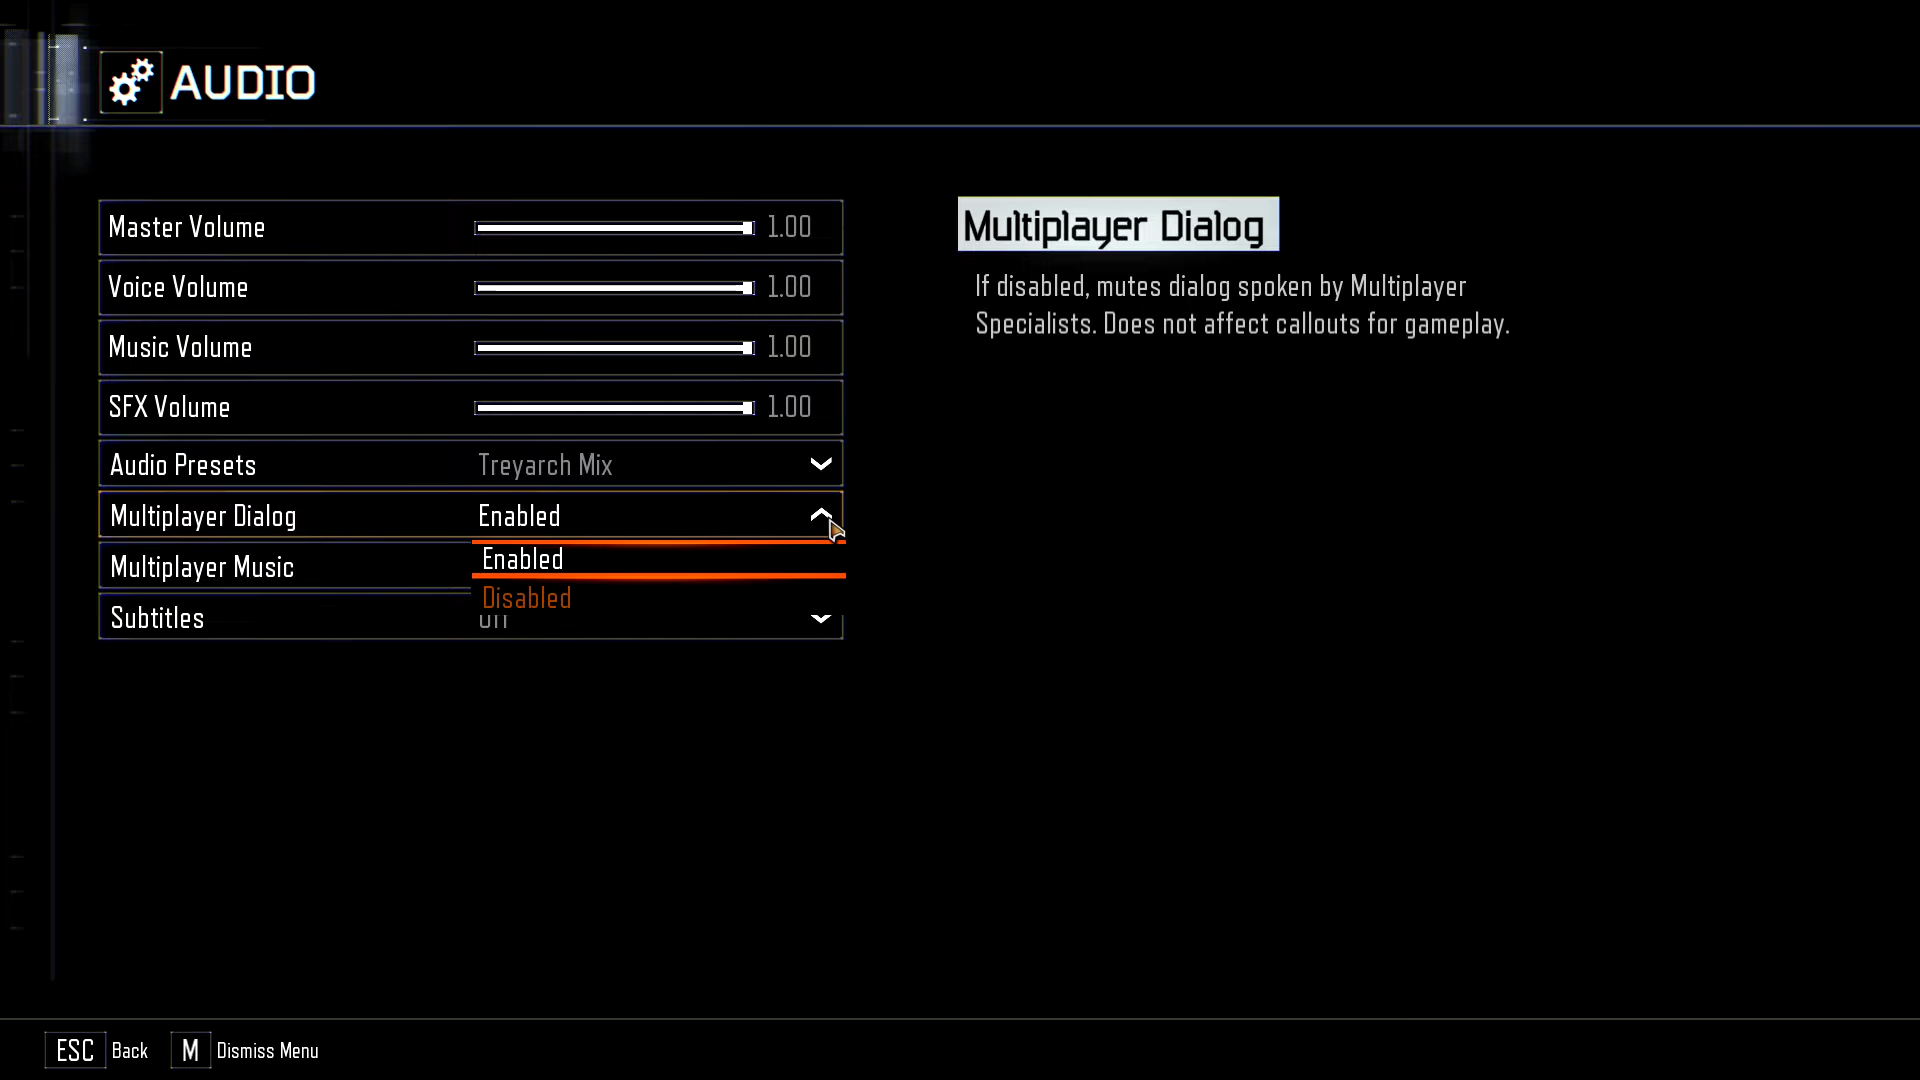 AUDIO
Master Volume 1.00
Voice Volume 1.00
Music Volume 1.00
SFX Volume 1.00
Audio Presets Treyarch Mix
Multiplayer Dialog Enabled
Enabled
Multiplayer Music
Disabled
Subtitles Off
Multiplayer Dialog
If disabled, mutes dialog spoken by Multiplayer
Specialists. Does not affect callouts for gameplay.
ESC Back M Dismiss Menu